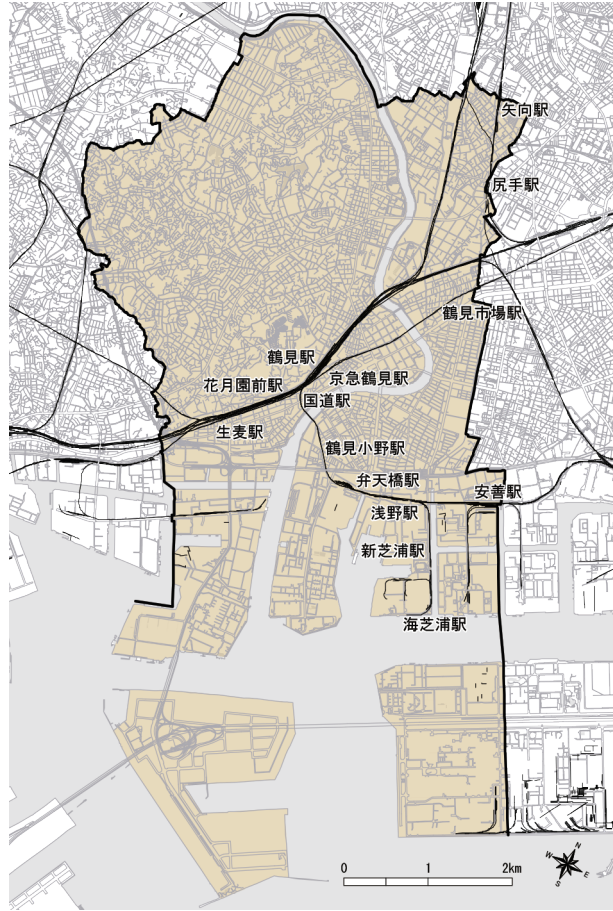 矢向駅
尻手駅
鶴見市場駅
鶴見駅
花月園前駅
京急鶴見駅
国道駅
生麦駅
鶴見小野駅
弁天橋駅
安善駅
浅野駅
新芝浦駅
海芝浦駅
0 1 2km
N
W
E
S